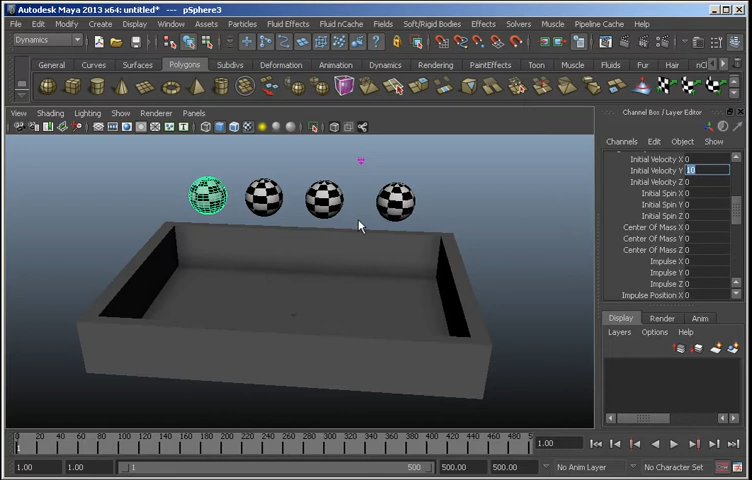 Autodesk Maya 2013 x64: untitled* - pSphere3
File Edit Modify Create Display Window Assets Fluid Effects Fluid nCache Fields Soft/Rigid Bodies Effects Solvers Muscle Pipeline Cache Help
Dynamics
General Curves Surfaces Polygons Subdivs Deformation Animation Dynamics Rendering PaintEffects Toon Muscle Fluids Fur Hair nCl
View Shading Lighting Show Renderer Panels
Channel Box / Layer Editor
Channels Edit Object Show
Initial Velocity X 0
Initial Velocity Y 10
Initial Velocity Z 0
Initial Spin X 0
Initial Spin Y 0
Initial Spin Z 0
Center Of Mass X 0
Center Of Mass Y 0
Center Of Mass Z 0
Impulse X 0
Impulse Y 0
Impulse Z 0
Impulse Position X 0
Display Render Anim
Layers Options Help
0 20 40 60 80 100 120 140 160 180 200 220 240 260 280 300 320 340 360 380 400 420 440 460 480 5
1
1.00
1.00 1.00 1 500 500.00 500.00 No Anim Layer No Character Set